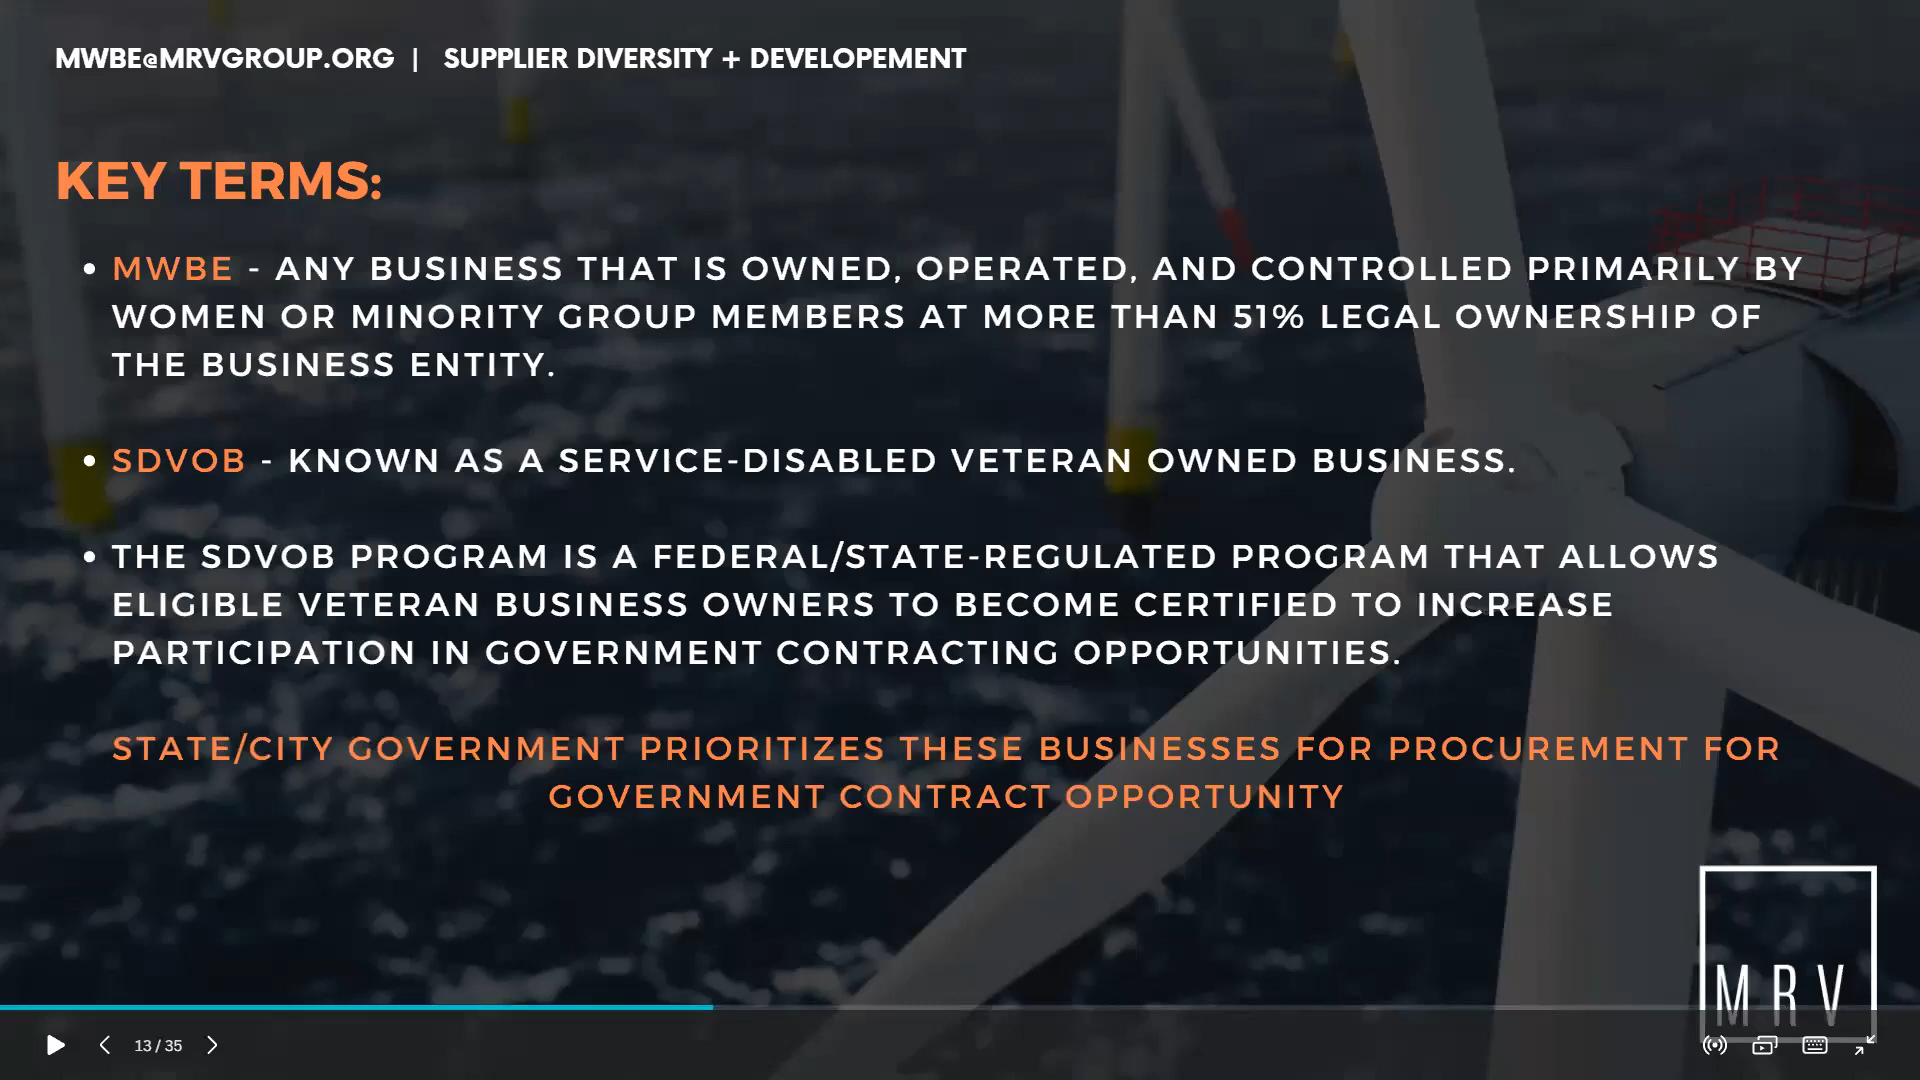 MWBE@MRVGROUP.ORG | SUPPLIER DIVERSITY + DEVELOPEMENT
KEY TERMS:
• MWBE - ANY BUSINESS THAT IS OWNED, OPERATED, AND CONTROLLED PRIMARILY BY
WOMEN OR MINORITY GROUP MEMBERS AT MORE THAN 51% LEGAL OWNERSHIP OF
THE BUSINESS ENTITY.
• SDVOB - KNOWN AS A SERVICE-DISABLED VETERAN OWNED BUSINESS.
• THE SDVOB PROGRAM IS A FEDERAL/STATE-REGULATED PROGRAM THAT ALLOWS
ELIGIBLE VETERAN BUSINESS OWNERS TO BECOME CERTIFIED TO INCREASE
PARTICIPATION IN GOVERNMENT CONTRACTING OPPORTUNITIES.
STATE/CITY GOVERNMENT PRIORITIZES THESE BUSINESSES FOR PROCUREMENT FOR
GOVERNMENT CONTRACT OPPORTUNITY
MRV
13 / 35